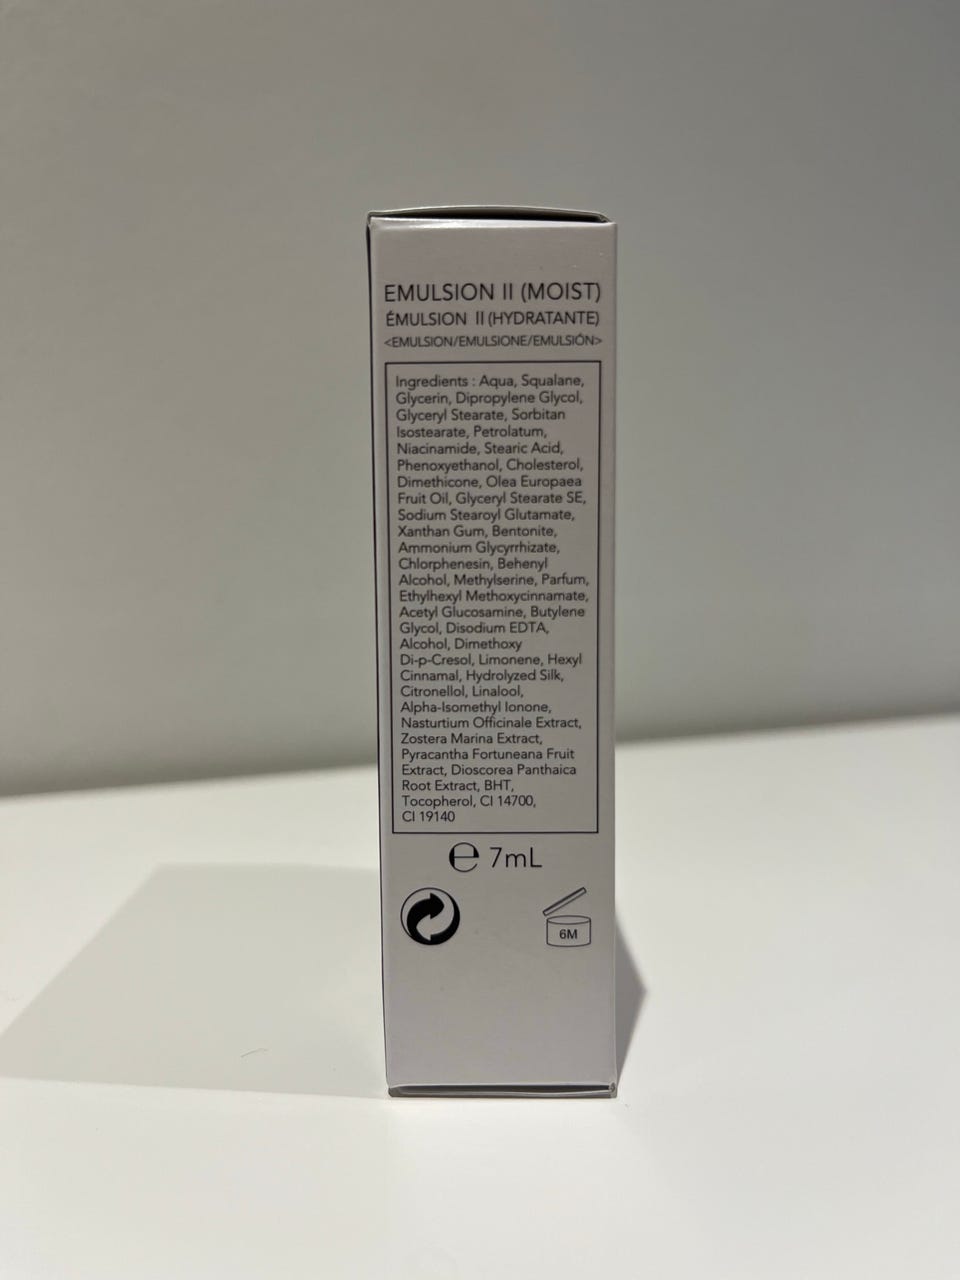 EMULSION II (MOIST)
ÉMULSION II (HYDRATANTE)
<EMULSION/EMULSIONE/EMULSIÓN>
Ingredients : Aqua, Squalane,
Glycerin, Dipropylene Glycol,
Glyceryl Stearate, Sorbitan
Isostearate, Petrolatum,
Niacinamide, Stearic Acid,
Phenoxyethanol, Cholesterol,
Dimethicone, Olea Europaea
Fruit Oil, Glyceryl Stearate SE,
Sodium Stearoyl Glutamate,
Xanthan Gum, Bentonite,
Ammonium Glycyrrhizate,
Chlorphenesin, Behenyl
Alcohol, Methylserine, Parfum,
Ethylhexyl Methoxycinnamate,
Acetyl Glucosamine, Butylene
Glycol, Disodium EDTA,
Alcohol, Dimethoxy
Di-p-Cresol, Limonene, Hexyl
Cinnamal, Hydrolyzed Silk,
Citronellol, Linalool,
Alpha-Isomethyl Ionone,
Nasturtium Officinale Extract,
Zostera Marina Extract,
Pyracantha Fortuneana Fruit
Extract, Dioscorea Panthaica
Root Extract, BHT,
Tocopherol, CI 14700,
CI 19140
℮ 7mL
6M